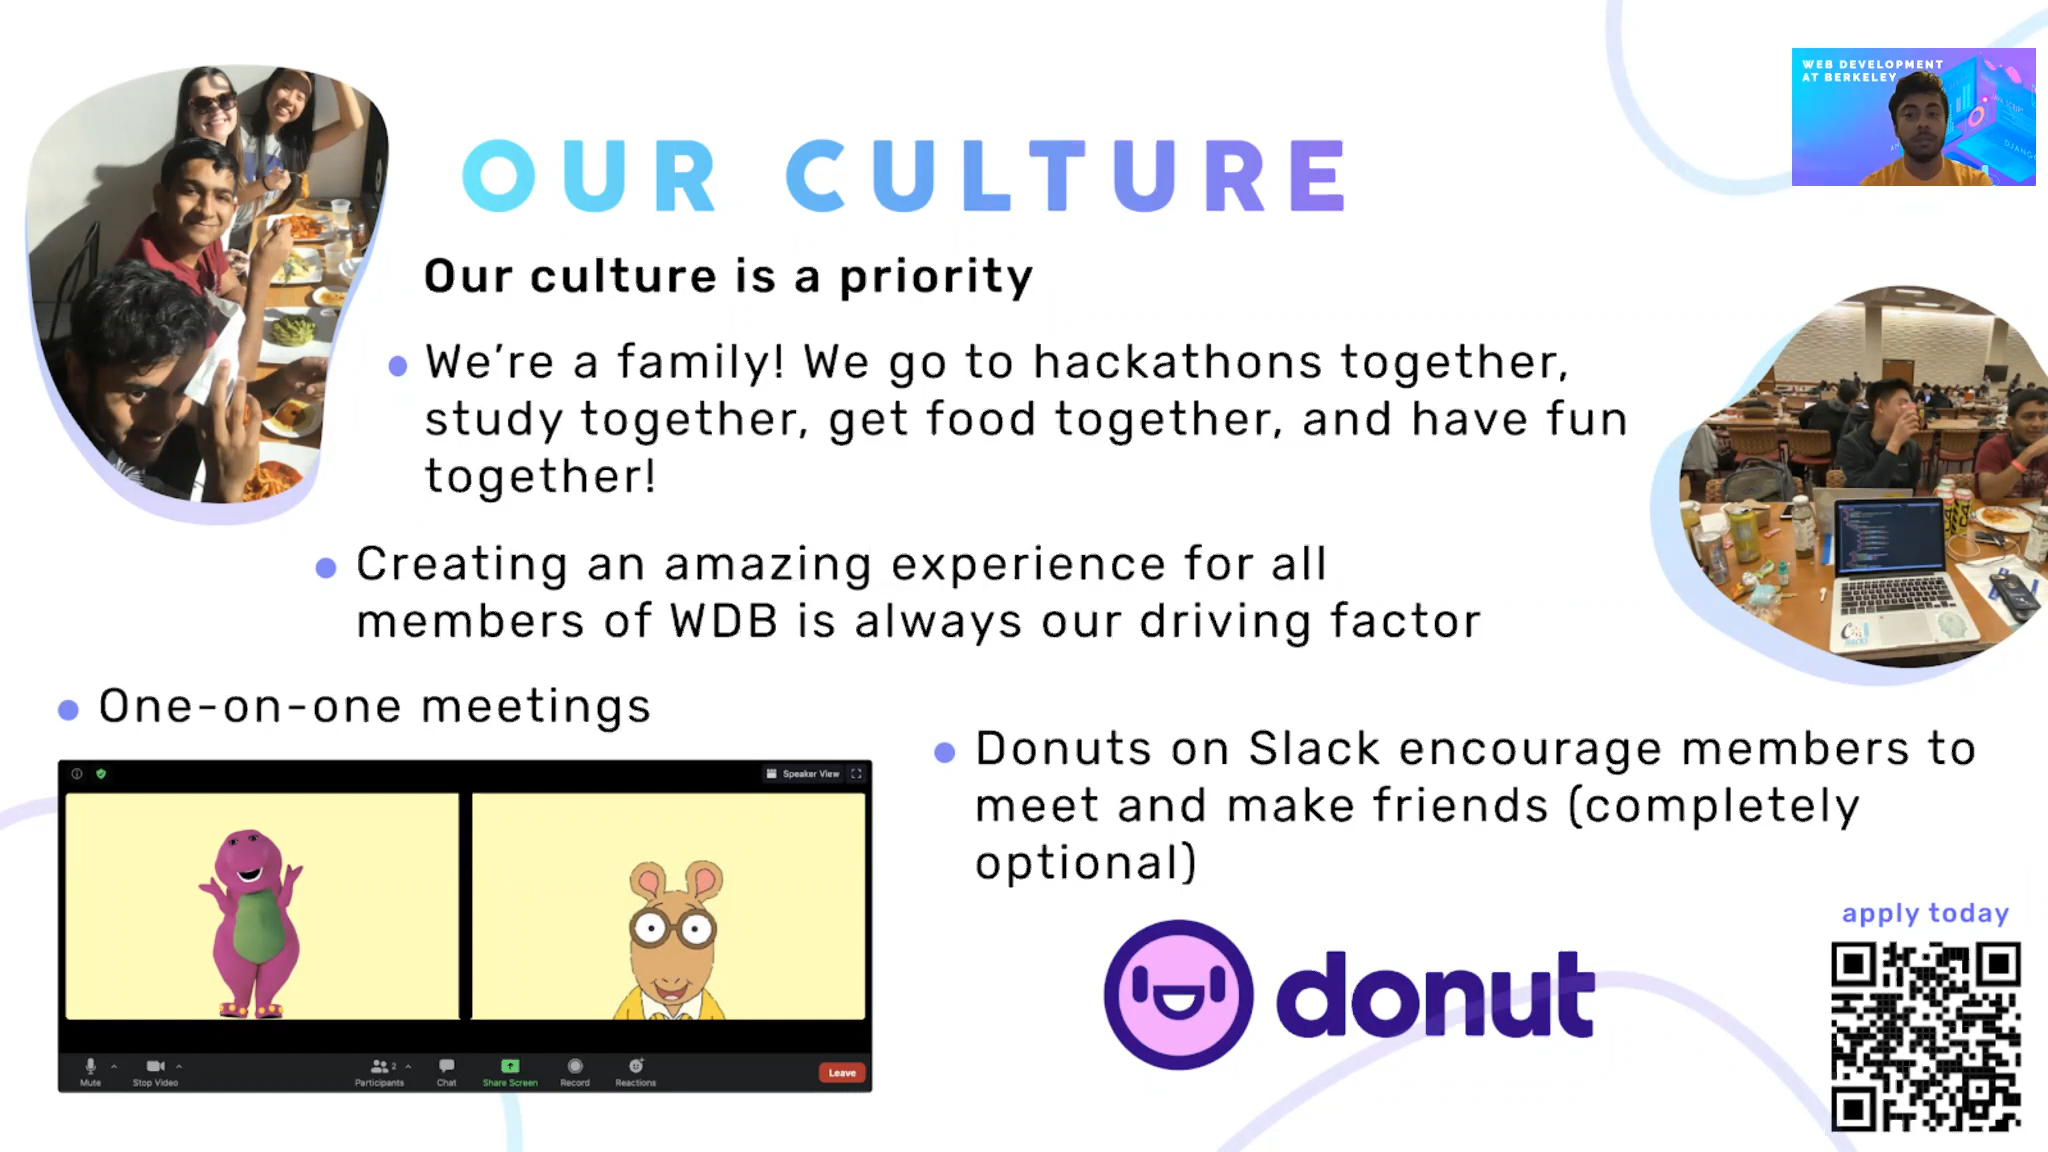 WEB DEVELOPMENT
AT BERKELEY
OUR CULTURE
Our culture is a priority
We're a family! We go to hackathons together,
study together, get food together, and have fun
together!
Creating an amazing experience for all
members of WDB is always our driving factor
One-on-one meetings
Speaker View
Mute
Stop Video
Participants
2
Chat
Share Screen
Record
Reactions
Leave
Donuts on Slack encourage members to
meet and make friends (completely
optional)
donut
apply today